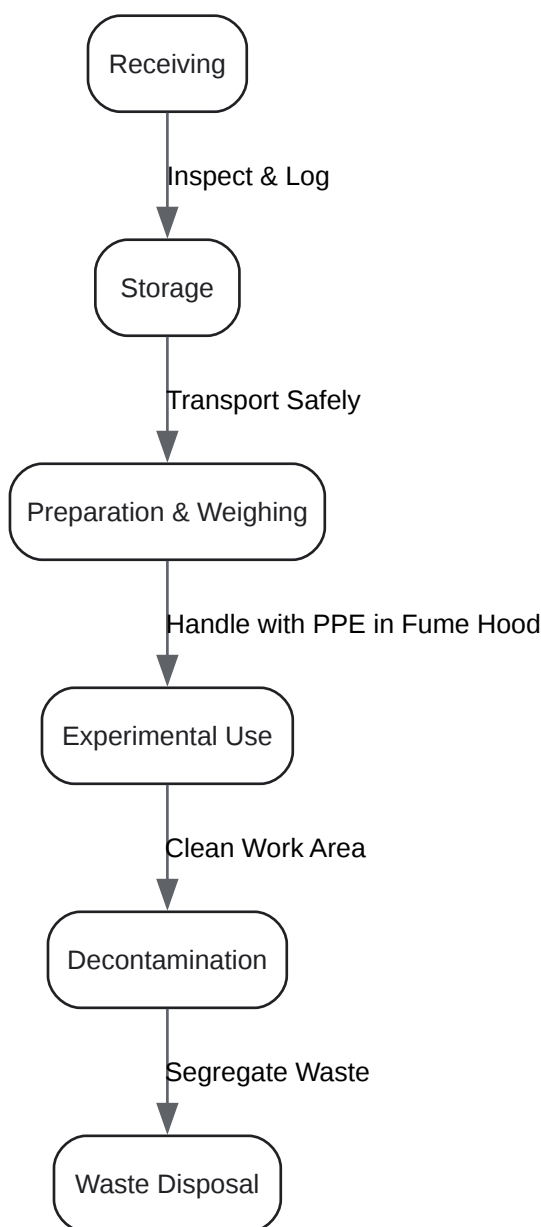 Receiving
Inspect & Log
Storage
Transport Safely
Preparation & Weighing
Handle with PPE in Fume Hood
Experimental Use
Clean Work Area
Decontamination
Segregate Waste
Waste Disposal